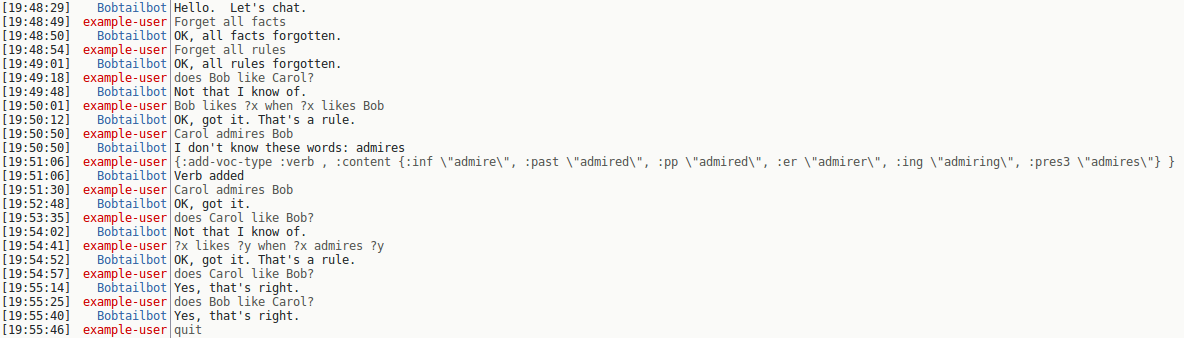 [19:48:29] Bobtailbot Hello.  Let's chat.
[19:48:49] example-user Forget all facts
[19:48:50] Bobtailbot OK, all facts forgotten.
[19:48:54] example-user Forget all rules
[19:49:01] Bobtailbot OK, all rules forgotten.
[19:49:18] example-user does Bob like Carol?
[19:49:48] Bobtailbot Not that I know of.
[19:50:01] example-user Bob likes ?x when ?x likes Bob
[19:50:12] Bobtailbot OK, got it. That's a rule.
[19:50:50] example-user Carol admires Bob
[19:50:50] Bobtailbot I don't know these words: admires
[19:51:06] example-user {:add-voc-type :verb , :content {:inf \"admire\", :past \"admired\", :pp \"admired\", :er \"admirer\", :ing \"admiring\", :pres3 \"admires\"} }
[19:51:06] Bobtailbot Verb added
[19:51:30] example-user Carol admires Bob
[19:52:48] Bobtailbot OK, got it.
[19:53:35] example-user does Carol like Bob?
[19:54:02] Bobtailbot Not that I know of.
[19:54:41] example-user ?x likes ?y when ?x admires ?y
[19:54:52] Bobtailbot OK, got it. That's a rule.
[19:54:57] example-user does Carol like Bob?
[19:55:14] Bobtailbot Yes, that's right.
[19:55:25] example-user does Bob like Carol?
[19:55:40] Bobtailbot Yes, that's right.
[19:55:46] example-user quit